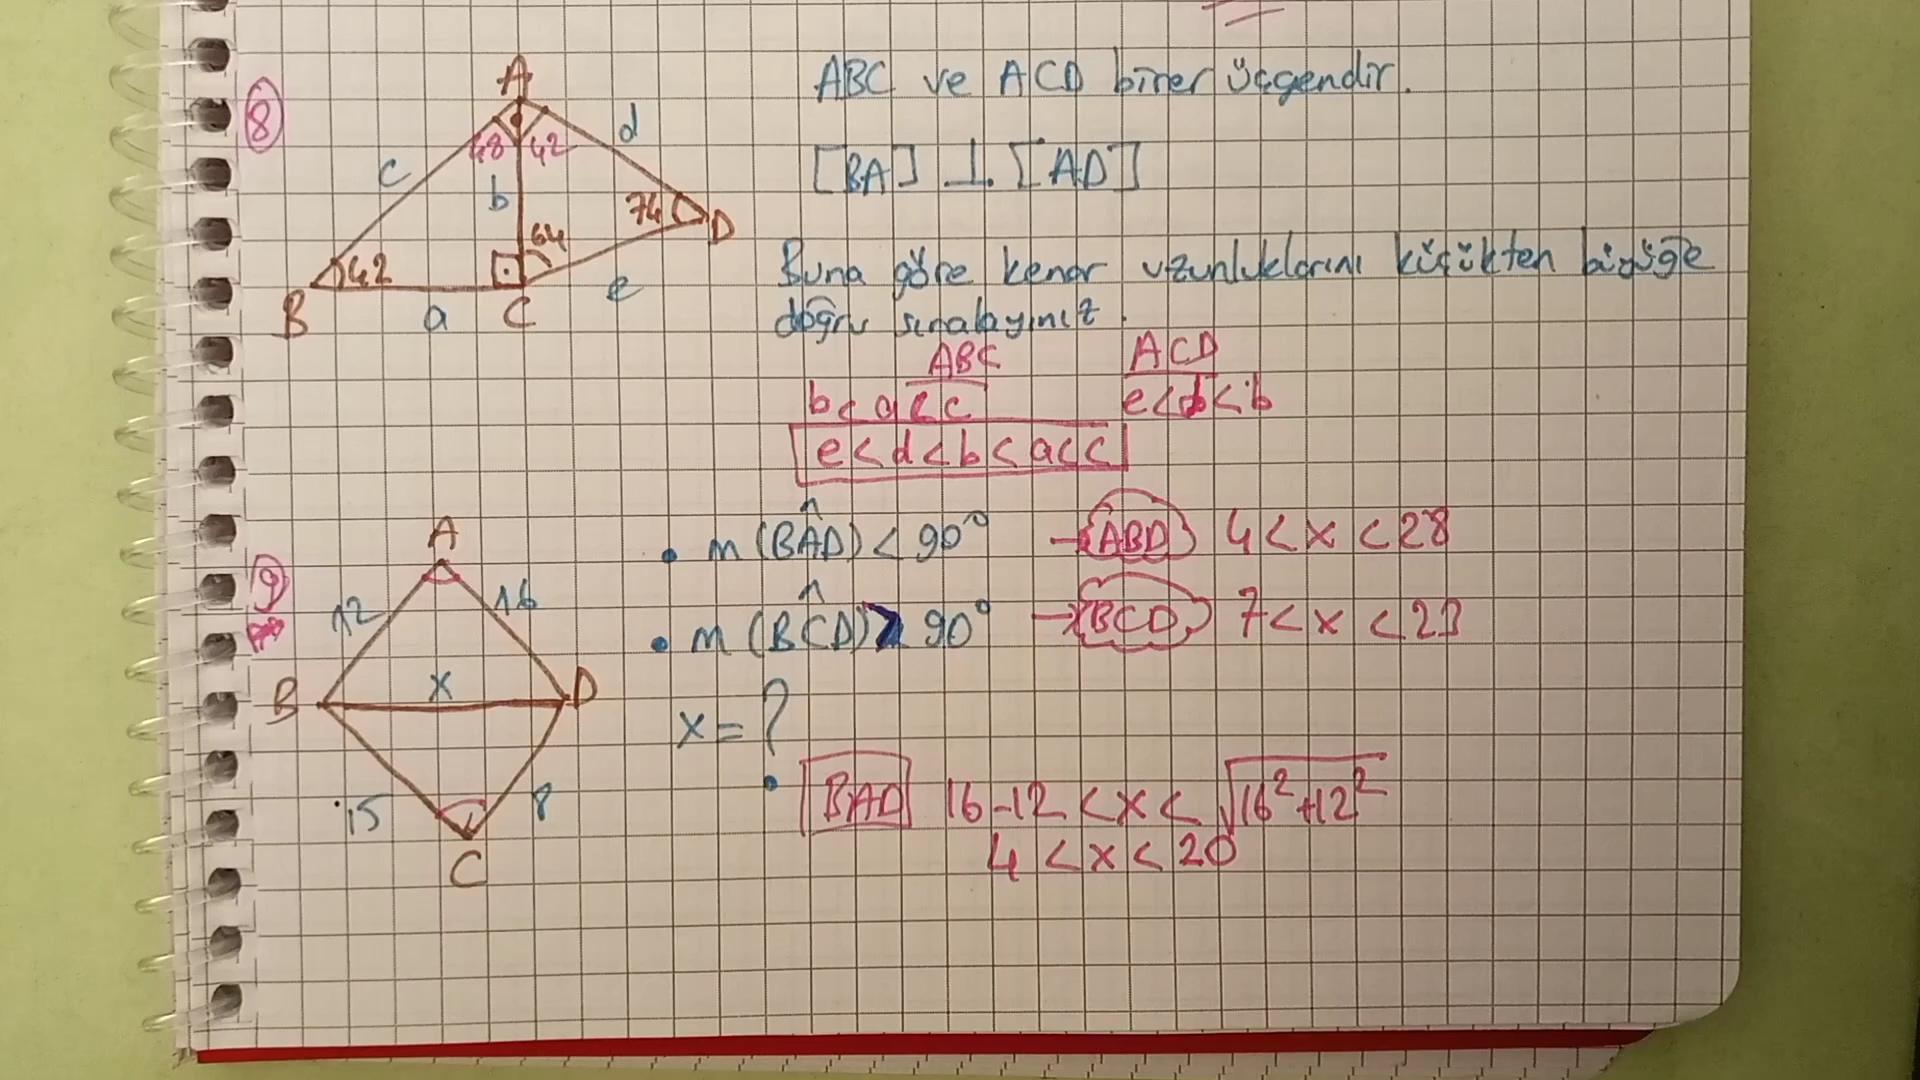 8
A
ABC ve ACD birer üçgendir.
48 42
c
b
d
[BA] ⊥ [AD]
74
D
64
42
B
a
C
e
Buna göre kenar uzunluklarını küçükten büyüğe
doğru sıralayınız.
ABC ACD
b<a<c e<d<b
e<d<b<a<c
9
A
12 16
• m(BÂD) < 90° → ABD 4<x<28
• m(BĈD) > 90° → BCD 7<x<23
B
x
D
x = ?
15 8
C
• BAD 16-12 < x < √16²+12²
4 < x < 20